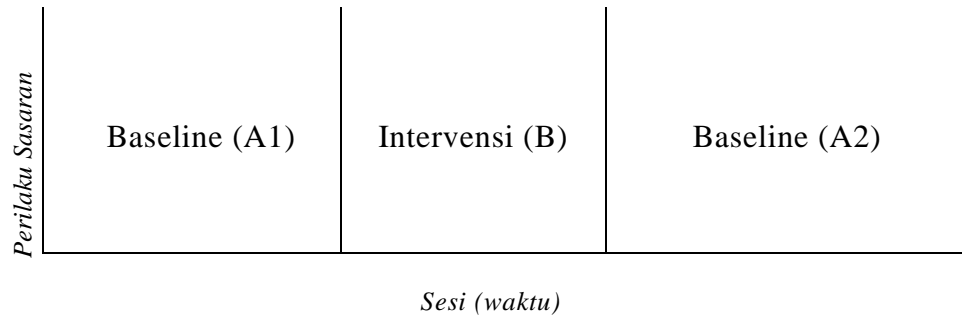 Perilaku Sasaran
Baseline (A1)
Intervensi (B)
Baseline (A2)
Sesi (waktu)